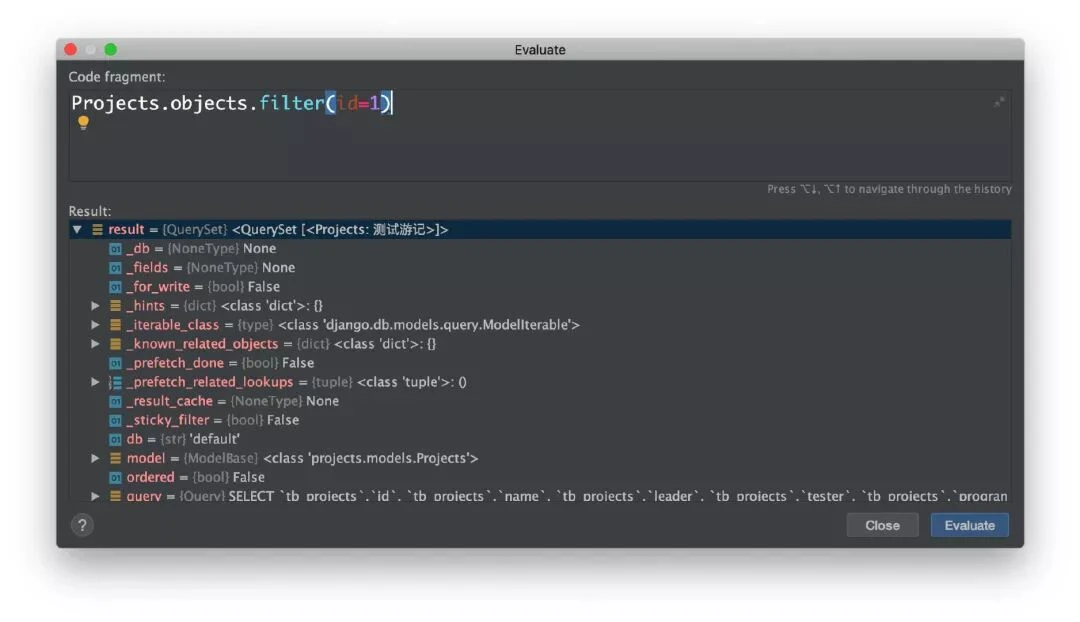 Evaluate
Code fragment:
Projects.objects.filter(id=1)
Press ⌥↓, ⌥↑ to navigate through the history
Result:
result = {QuerySet} <QuerySet [<Projects: 测试游记>]>
_db = {NoneType} None
_fields = {NoneType} None
_for_write = {bool} False
_hints = {dict} <class 'dict'>: {}
_iterable_class = {type} <class 'django.db.models.query.ModelIterable'>
_known_related_objects = {dict} <class 'dict'>: {}
_prefetch_done = {bool} False
_prefetch_related_lookups = {tuple} <class 'tuple'>: ()
_result_cache = {NoneType} None
_sticky_filter = {bool} False
db = {str} 'default'
model = {ModelBase} <class 'projects.models.Projects'>
ordered = {bool} False
query = {Query} SELECT `tb_projects`.`id`, `tb_projects`.`name`, `tb_projects`.`leader`, `tb_projects`.`tester`, `tb_projects`.`program
?
Close
Evaluate